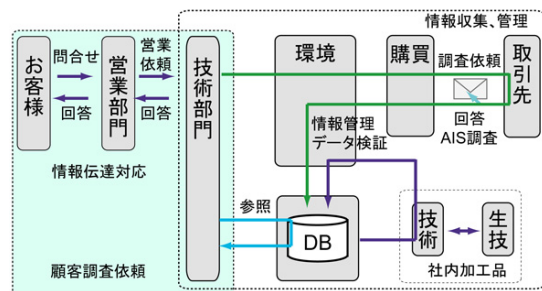 情報収集、管理
お客様
問合せ
回答
営業部門
営業
依頼
回答
技術部門
環境
購買
調査依頼
取引先
回答
AIS調査
情報管理
データ検証
情報伝達対応
参照
DB
技術
生技
社内加工品
顧客調査依頼